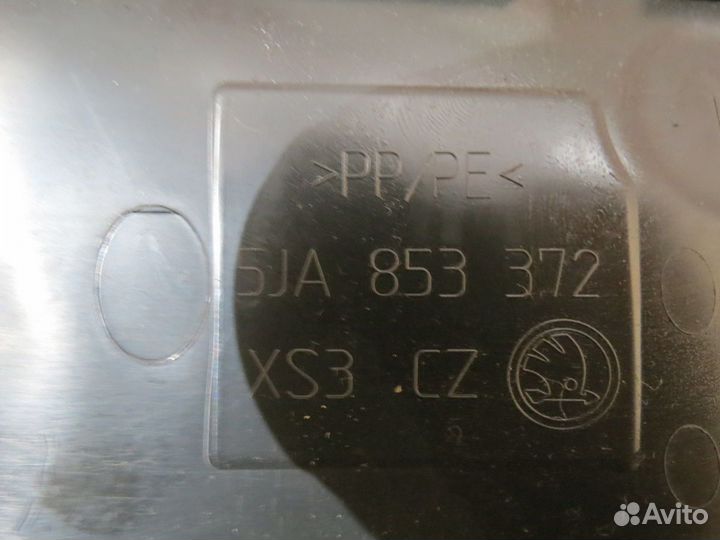 >PP/PE<
5JA 853 372
XS3 CZ
Avito